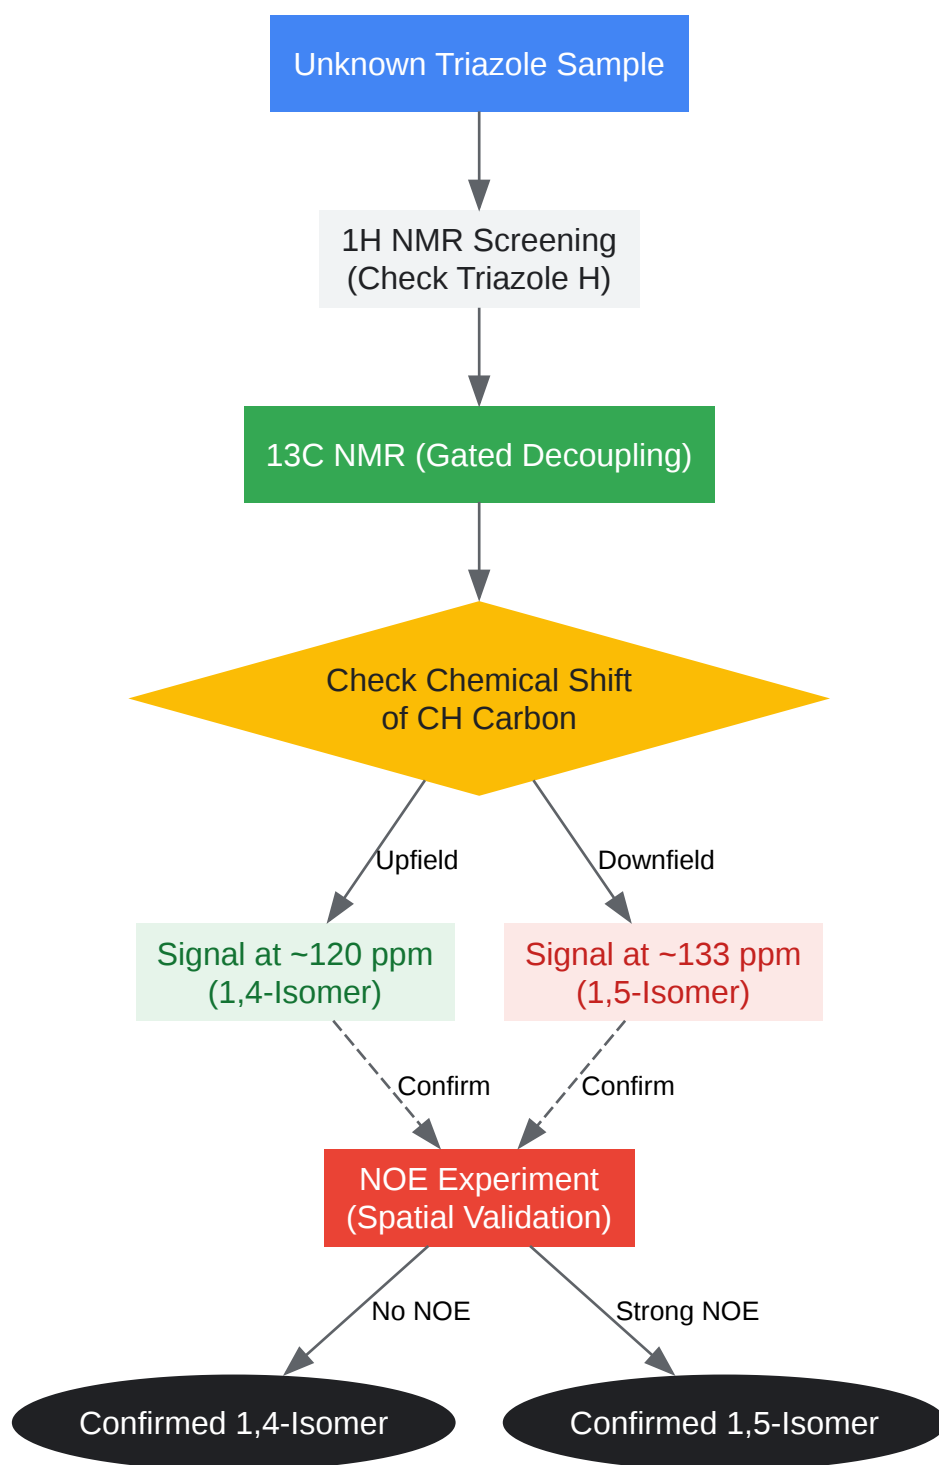 Unknown Triazole Sample
1H NMR Screening
(Check Triazole H)
13C NMR (Gated Decoupling)
Check Chemical Shift
of CH Carbon
Upfield
Downfield
Signal at ~120 ppm
(1,4-Isomer)
Signal at ~133 ppm
(1,5-Isomer)
Confirm
Confirm
NOE Experiment
(Spatial Validation)
No NOE
Strong NOE
Confirmed 1,4-Isomer
Confirmed 1,5-Isomer